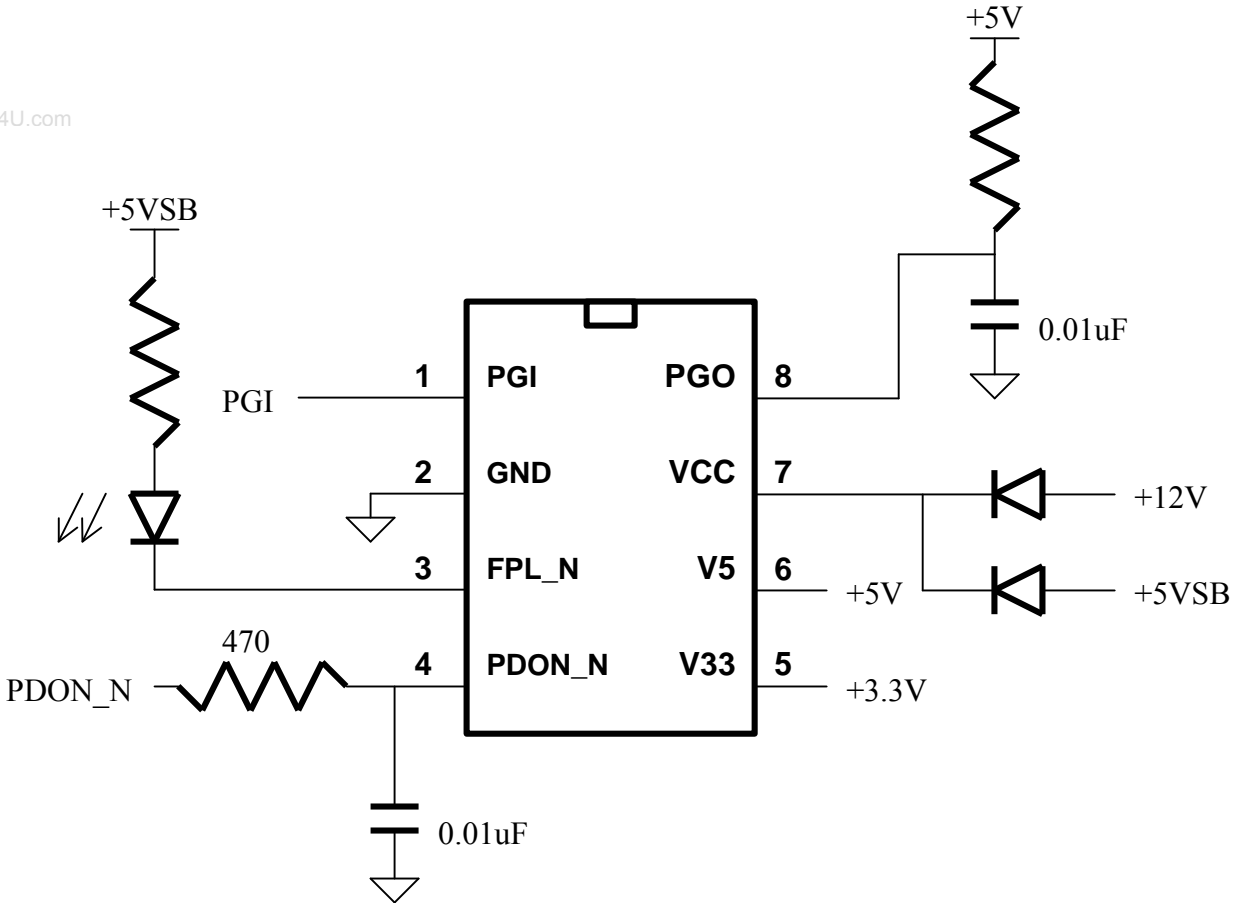 +5V
4U.com
+5VSB
0.01uF
1 PGI PGO 8
PGI
2 GND VCC 7
+12V
3 FPL_N V5 6
+5V
+5VSB
470
4 PDON_N V33 5
PDON_N
+3.3V
0.01uF